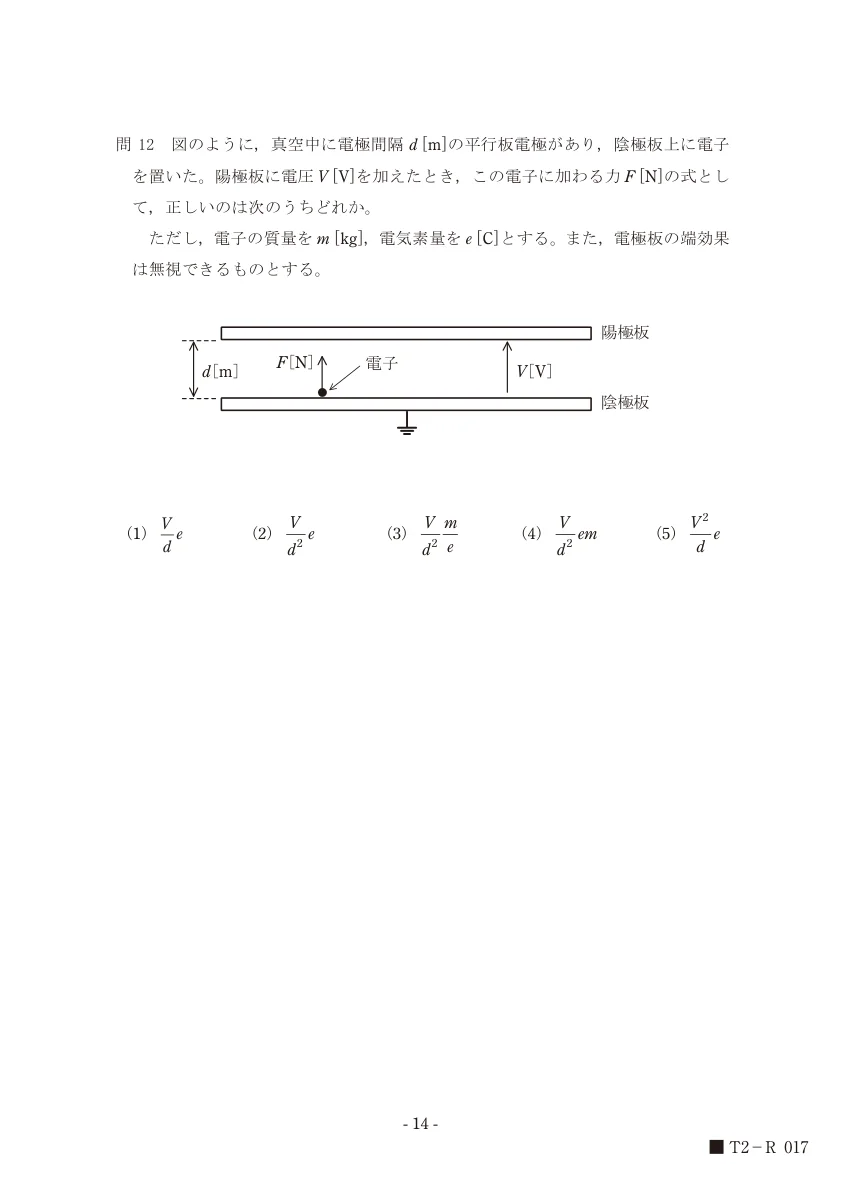 問 12　図のように，真空中に電極間隔 d [m]の平行板電極があり，陰極板上に電子
を置いた。陽極板に電圧 V [V]を加えたとき，この電子に加わる力 F [N]の式とし
て，正しいのは次のうちどれか。
ただし，電子の質量を m [kg]，電気素量を e [C]とする。また，電極板の端効果
は無視できるものとする。
陽極板
d[m]
F[N]
電子
V[V]
陰極板
(1) V/d e (2) V/d² e (3) V/d² m/e (4) V/d² em (5) V²/d e
- 14 -
■ T2－R 017